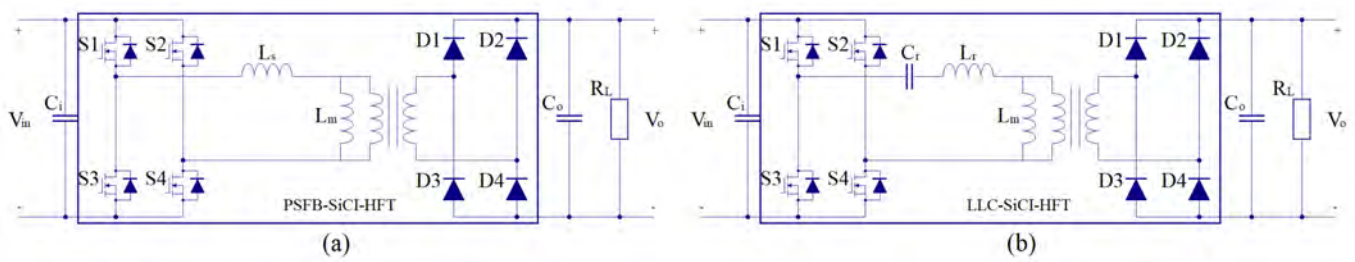 +
S1
S2
Ls
D1
D2
+
Vin
Ci
Lm
Co
RL
Vo
S3
S4
D3
D4
-
PSFB-SiCI-HFT
-
(a)
+
S1
S2
Cr
Lr
D1
D2
+
Vin
Ci
Lm
Co
RL
Vo
S3
S4
D3
D4
-
LLC-SiCI-HFT
-
(b)